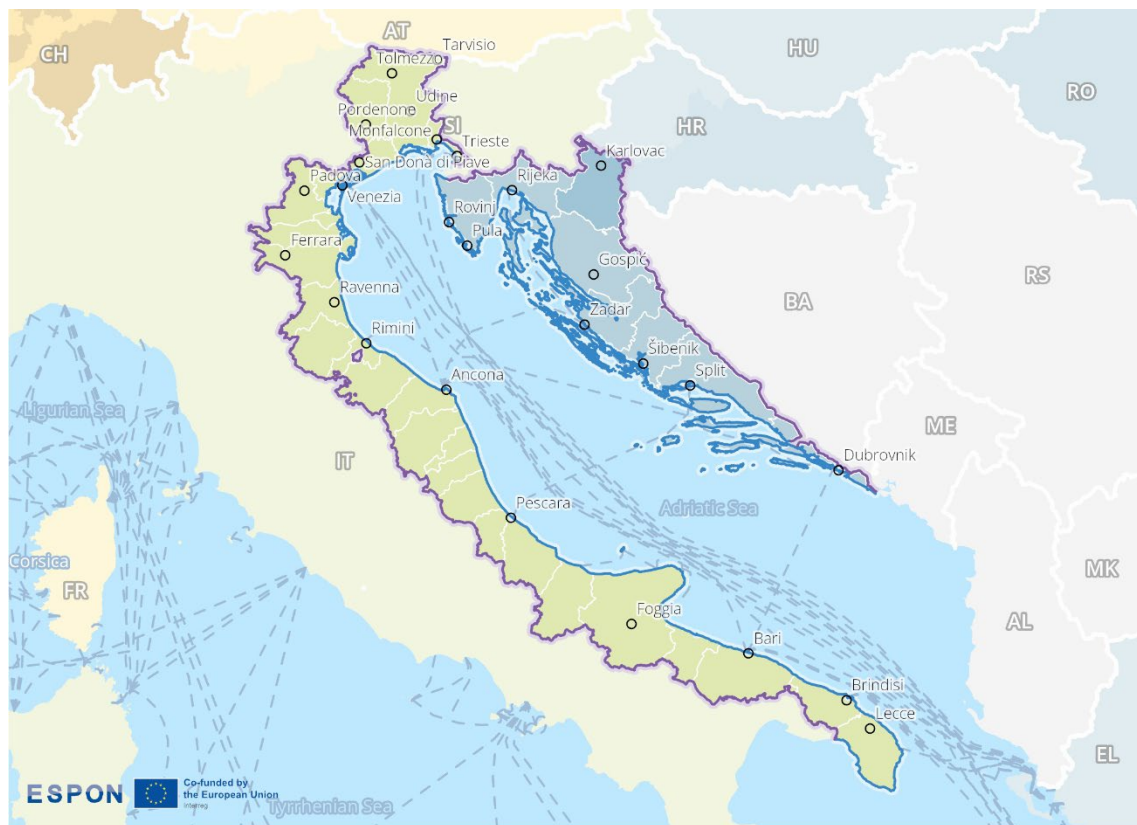 CH
AT
Tarvisio
HU
Tolmezzo
RO
Udine
Pordenone
SI
HR
Monfalcone
Trieste
San Dona di Piave
Karlovac
Padova
Rijeka
Venezia
Rovinj
Pula
Ferrara
Gospić
RS
BA
Ravenna
Zadar
Rimini
Šibenik
Split
Ancona
Ligurian Sea
ME
IT
Dubrovnik
Pescara
Adriatic Sea
Corsica
MK
FR
Foggia
AL
Bari
Brindisi
Lecce
EL
ESPON
Co-funded by
the European Union
Interreg
Tyrrhenian Sea